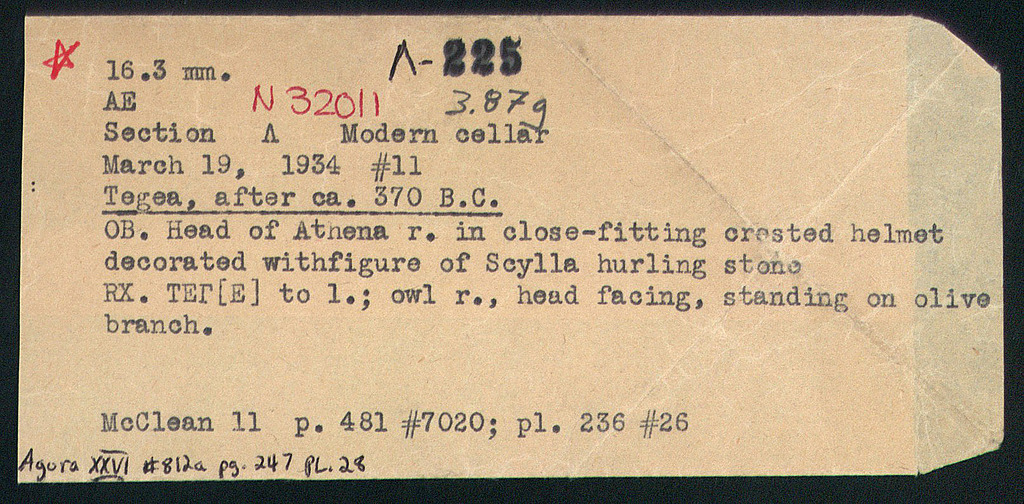 16.3 mm. Λ-225
AE N 32011 3.87g
Section Λ Modern cellar
March 19, 1934 #11
Tegea, after ca. 370 B.C.
OB. Head of Athena r. in close-fitting crested helmet
decorated withfigure of Scylla hurling stone
RX. ΤΕΓ[Ε] to l.; owl r., head facing, standing on olive
branch.
McClean 11 p. 481 #7020; pl. 236 #26
Agora XXVI #812a pg. 247 PL. 28